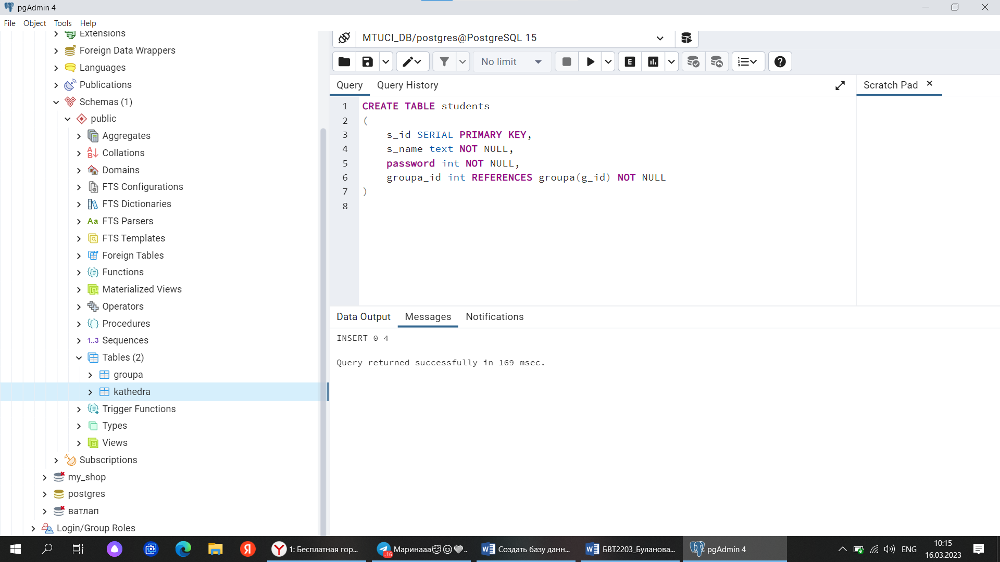 pgAdmin 4
File Object Tools Help
Extensions
Foreign Data Wrappers
Languages
Publications
Schemas (1)
public
Aggregates
Collations
Domains
FTS Configurations
FTS Dictionaries
Aa FTS Parsers
FTS Templates
Foreign Tables
Functions
Materialized Views
Operators
Procedures
1..3 Sequences
Tables (2)
groupa
kathedra
Trigger Functions
Types
Views
Subscriptions
my_shop
postgres
ватлап
Login/Group Roles
MTUCI_DB/postgres@PostgreSQL 15
No limit
E
Query Query History
Scratch Pad
1 CREATE TABLE students
2 (
3 s_id SERIAL PRIMARY KEY,
4 s_name text NOT NULL,
5 password int NOT NULL,
6 groupa_id int REFERENCES groupa(g_id) NOT NULL
7 )
8
Data Output Messages Notifications
INSERT 0 4
Query returned successfully in 169 msec.
1: Бесплатная гор...
Маринааа
..16
Создать базу данн...
БВТ2203_Буланова...
pgAdmin 4
ENG
10:15
16.03.2023